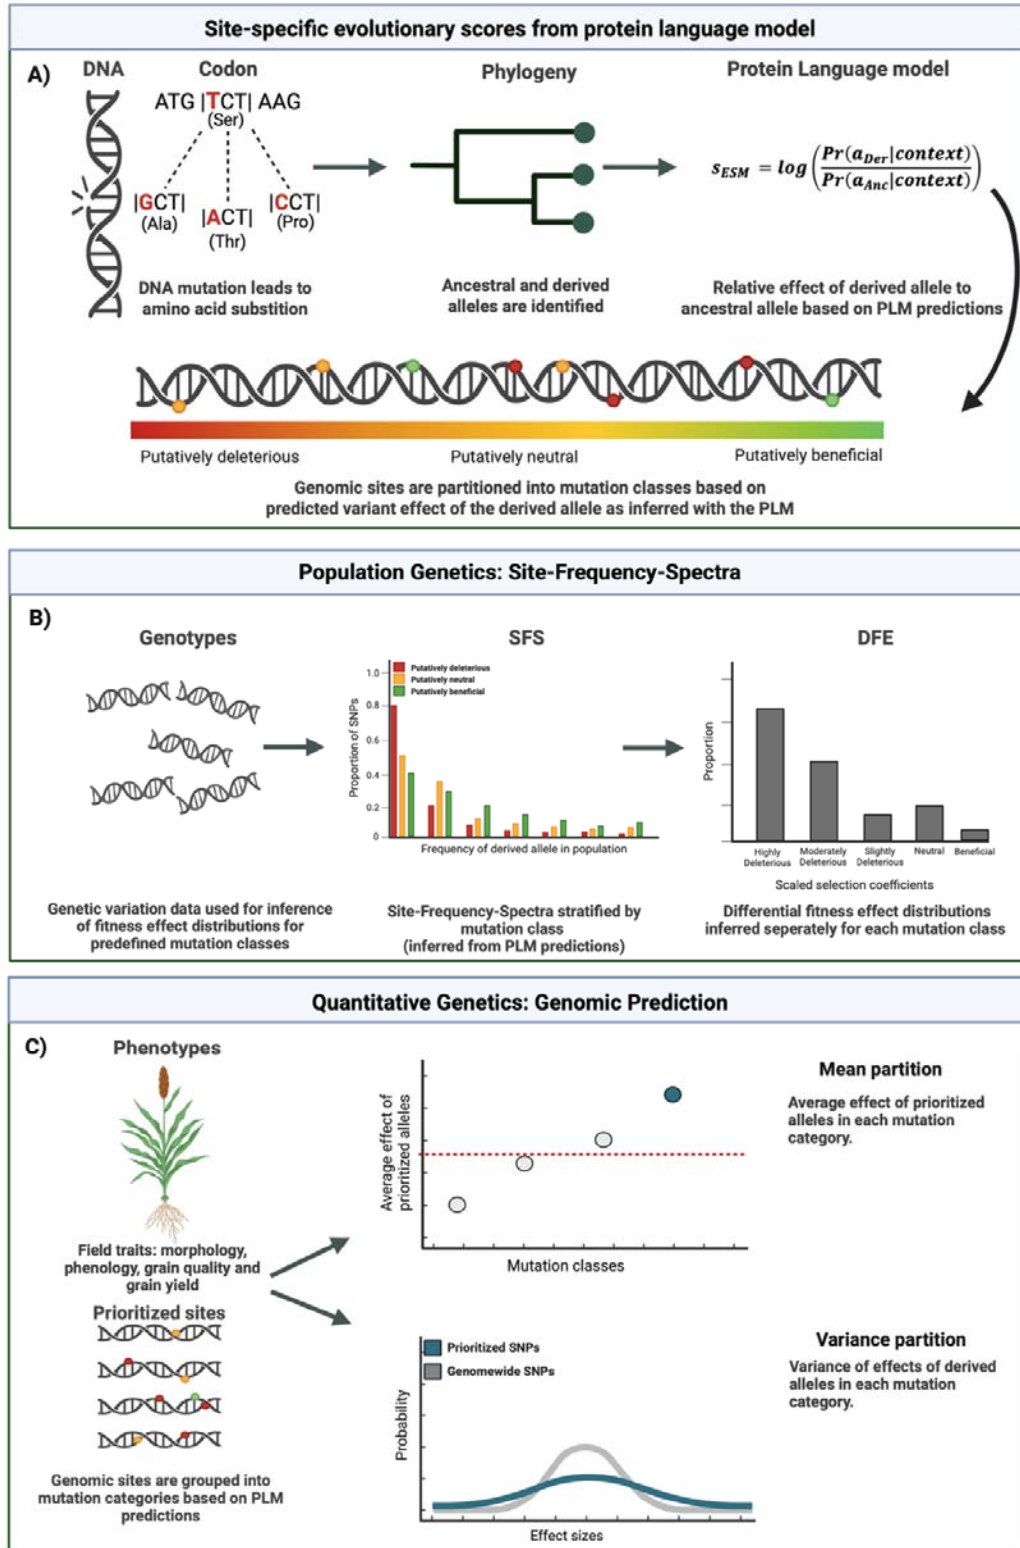 Site-specific evolutionary scores from protein language model
A)
DNA
Codon
Phylogeny
Protein Language model
ATG |TCT| AAG
(Ser)
|GCT|
(Ala)
|ACT|
(Thr)
|CCT|
(Pro)
s_ESM = log(Pr(a_Der|context)/Pr(a_Anc|context))
DNA mutation leads to
amino acid substition
Ancestral and derived
alleles are identified
Relative effect of derived allele to
ancestral allele based on PLM predictions
Putatively deleterious
Putatively neutral
Putatively beneficial
Genomic sites are partitioned into mutation classes based on
predicted variant effect of the derived allele as inferred with the PLM
Population Genetics: Site-Frequency-Spectra
B)
Genotypes
SFS
DFE
Putatively deleterious
Putatively neutral
Putatively beneficial
Proportion of SNPs
1.0
0.8
0.6
0.4
0.2
0
Frequency of derived allele in population
Proportion
Highly
Deleterious
Moderately
Deleterious
Slightly
Deleterious
Neutral
Beneficial
Scaled selection coefficients
Genetic variation data used for inference
of fitness effect distributions for
predefined mutation classes
Site-Frequency-Spectra stratified by
mutation class
(inferred from PLM predictions)
Differential fitness effect distributions
inferred seperately for each mutation class
Quantitative Genetics: Genomic Prediction
C)
Phenotypes
Field traits: morphology,
phenology, grain quality and
grain yield
Prioritized sites
Genomic sites are grouped into
mutation categories based on PLM
predictions
Average effect of
prioritized alleles
Mutation classes
Mean partition
Average effect of prioritized
alleles in each mutation
category.
Prioritized SNPs
Genomewide SNPs
Probability
Effect sizes
Variance partition
Variance of effects of derived
alleles in each mutation
category.